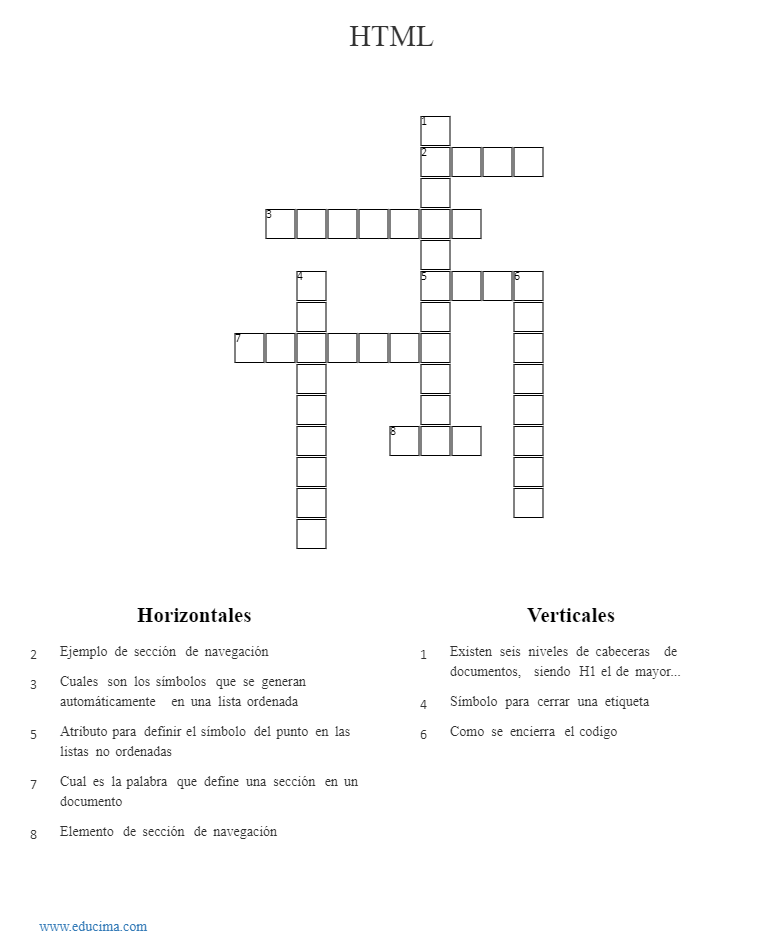 HTML
1
2
3
4
5
6
7
8
Horizontales
2 Ejemplo de sección de navegación
3 Cuales son los símbolos que se generan
automáticamente en una lista ordenada
5 Atributo para definir el símbolo del punto en las
listas no ordenadas
7 Cual es la palabra que define una sección en un
documento
8 Elemento de sección de navegación
Verticales
1 Existen seis niveles de cabeceras de
documentos, siendo H1 el de mayor...
4 Símbolo para cerrar una etiqueta
6 Como se encierra el codigo
www.educima.com